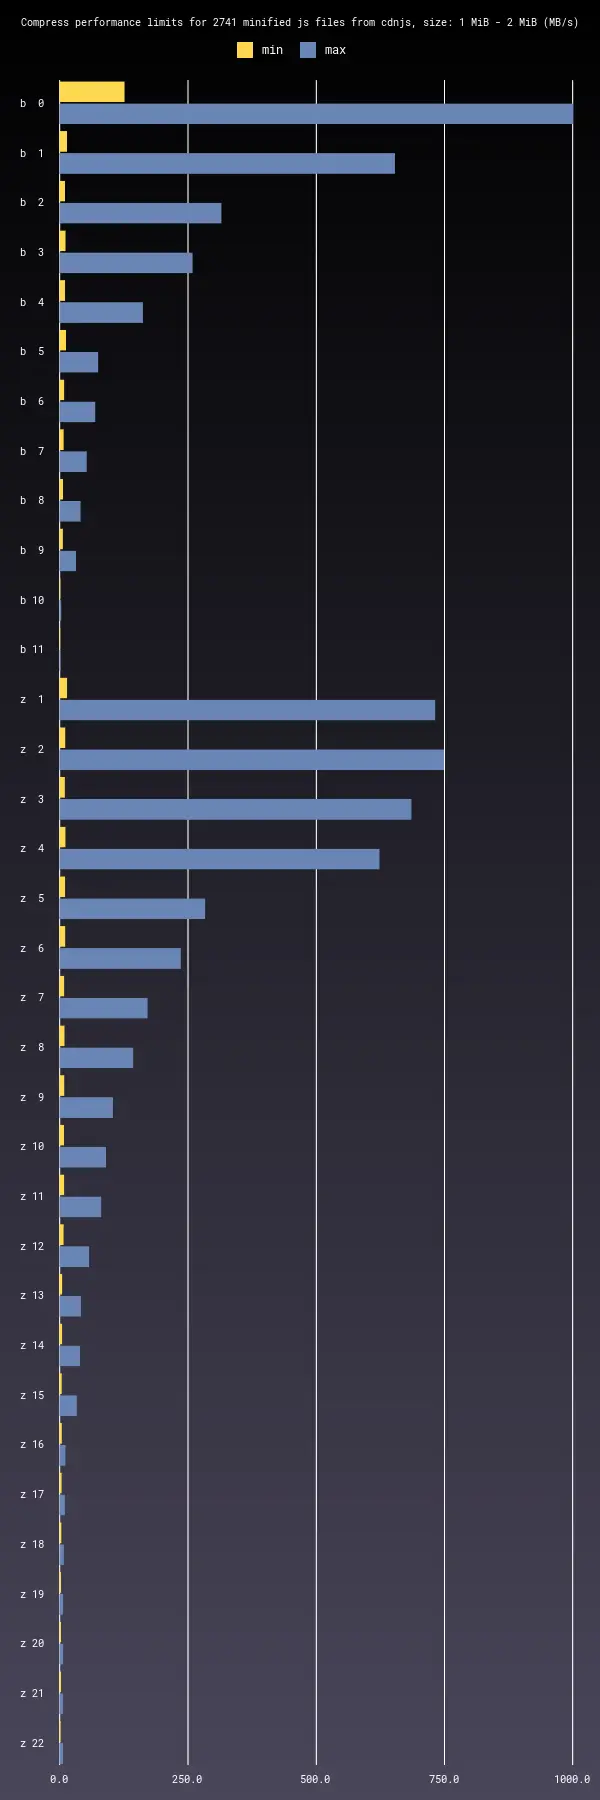 Compress performance limits for 2741 minified js files from cdnjs, size: 1 MiB - 2 MiB (MB/s)
min max
b 0
b 1
b 2
b 3
b 4
b 5
b 6
b 7
b 8
b 9
b 10
b 11
z 1
z 2
z 3
z 4
z 5
z 6
z 7
z 8
z 9
z 10
z 11
z 12
z 13
z 14
z 15
z 16
z 17
z 18
z 19
z 20
z 21
z 22
0.0 250.0 500.0 750.0 1000.0